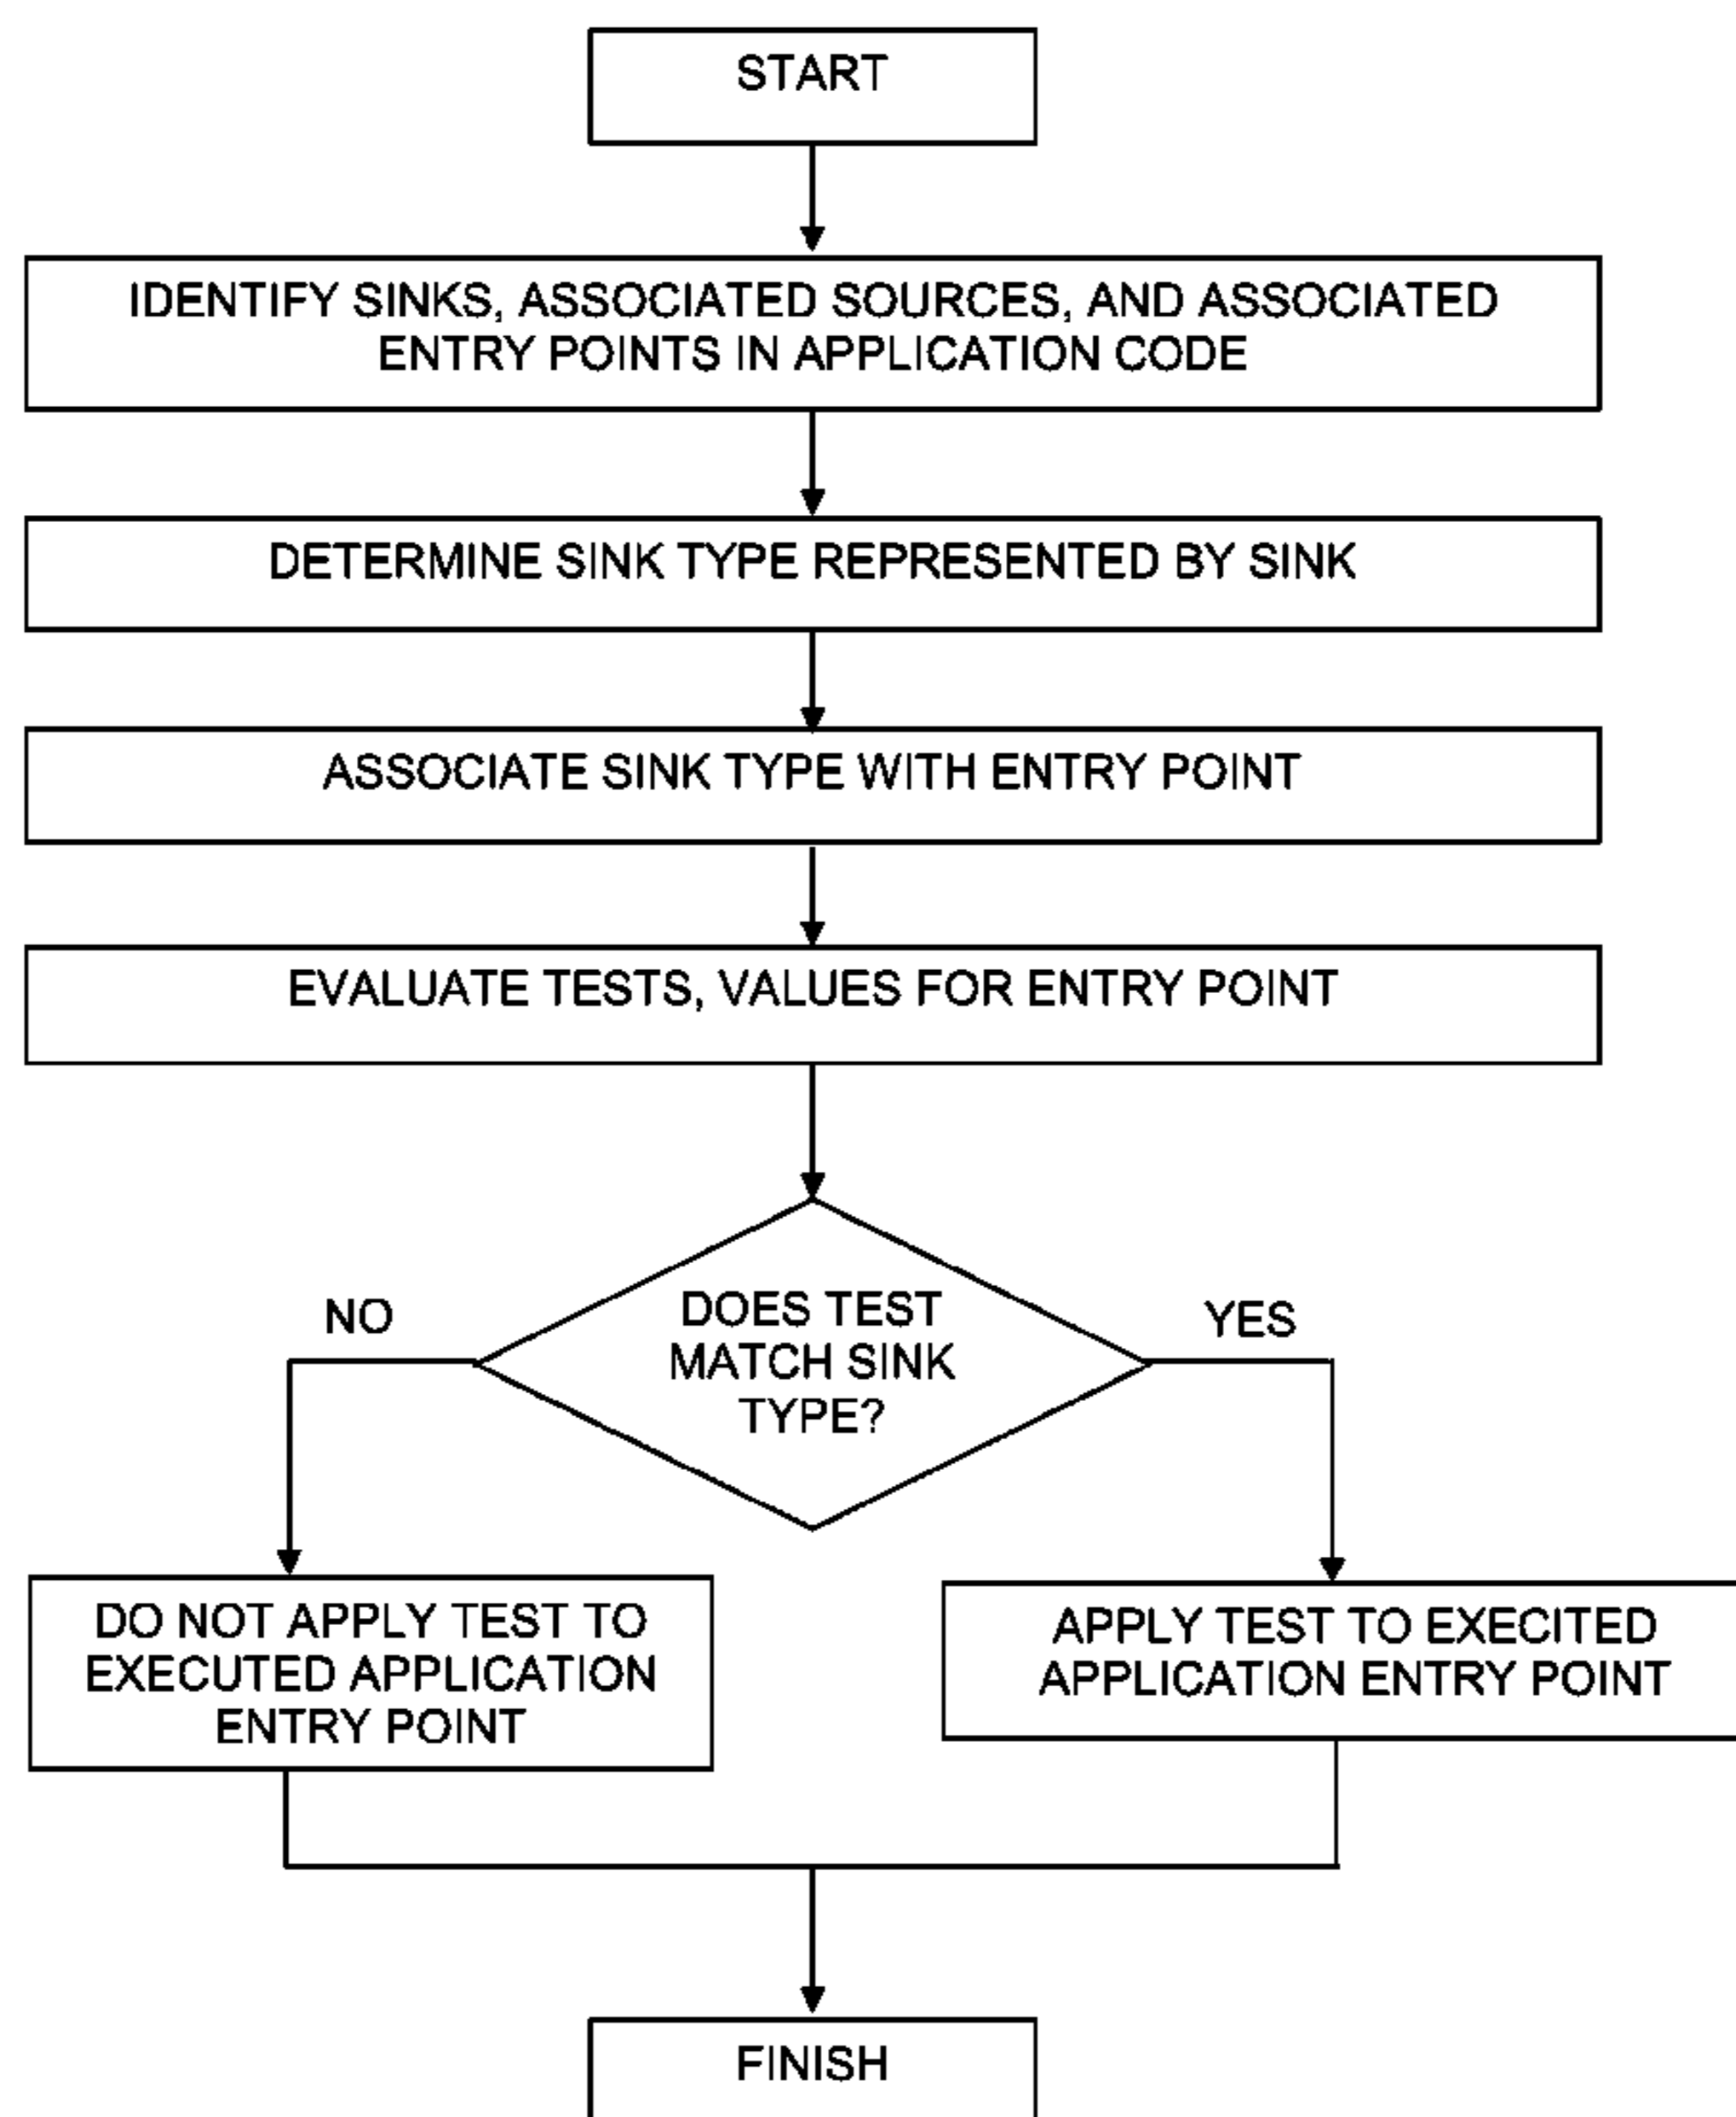 START
IDENTIFY SINKS, ASSOCIATED SOURCES, AND ASSOCIATED
ENTRY POINTS IN APPLICATION CODE
DETERMINE SINK TYPE REPRESENTED BY SINK
ASSOCIATE SINK TYPE WITH ENTRY POINT
EVALUATE TESTS, VALUES FOR ENTRY POINT
DOES TEST
MATCH SINK
TYPE?
NO
YES
DO NOT APPLY TEST TO
EXECUTED APPLICATION
ENTRY POINT
APPLY TEST TO EXECITED
APPLICATION ENTRY POINT
FINISH